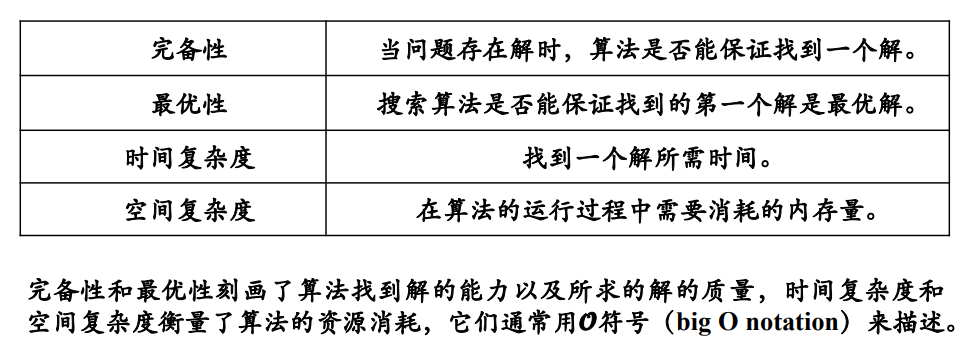 完备性 当问题存在解时，算法是否能保证找到一个解。
最优性 搜索算法是否能保证找到的第一个解是最优解。
时间复杂度 找到一个解所需时间。
空间复杂度 在算法的运行过程中需要消耗的内存量。
完备性和最优性刻画了算法找到解的能力以及所求的解的质量，时间复杂度和
空间复杂度衡量了算法的资源消耗，它们通常用𝓞符号（big O notation）来描述。